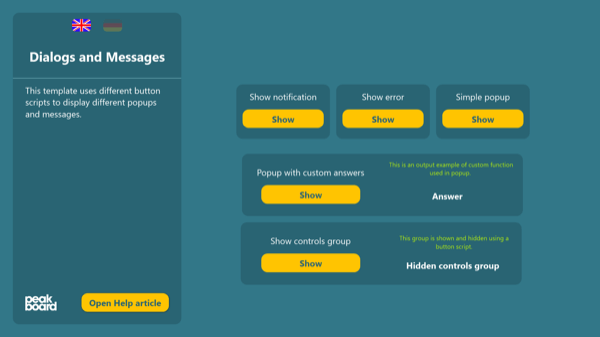 Dialogs and Messages
This template uses different button
scripts to display different popups
and messages.
peak
board
Open Help article
Show notification
Show
Show error
Show
Simple popup
Show
Popup with custom answers
Show
This is an output example of custom function
used in popup.
Answer
Show controls group
Show
This group is shown and hidden using a
button script.
Hidden controls group